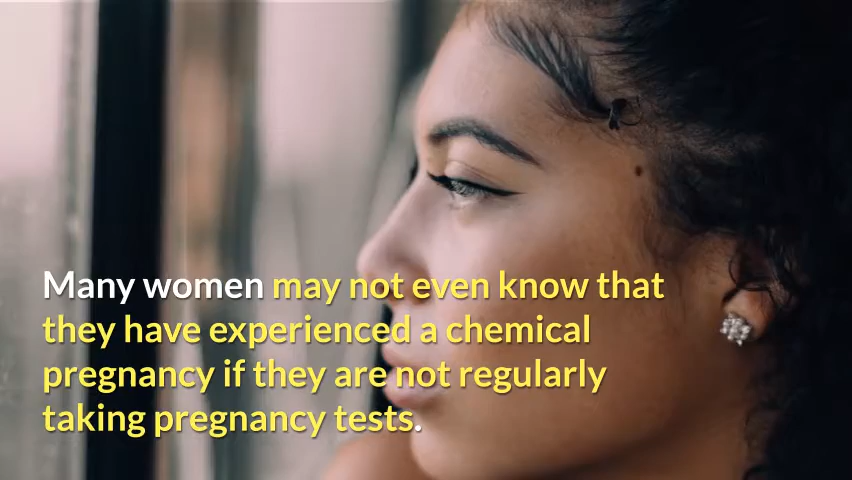 Many women may not even know that
they have experienced a chemical
pregnancy if they are not regularly
taking pregnancy tests.